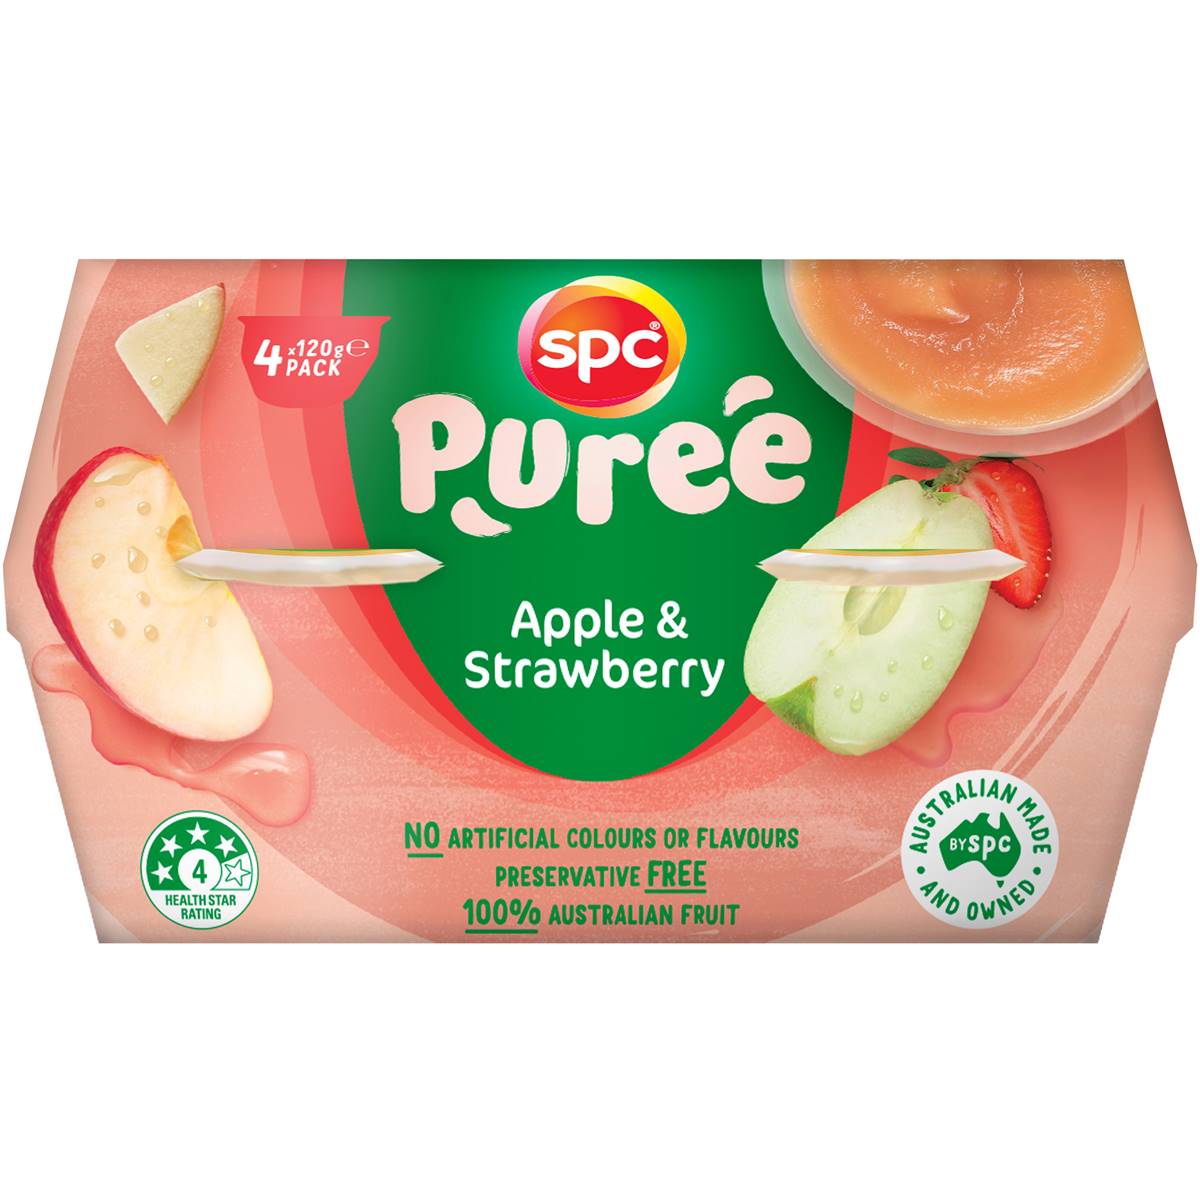 spc®
4 x120g℮
PACK
Pureé
Apple &
Strawberry
NO ARTIFICIAL COLOURS OR FLAVOURS
PRESERVATIVE FREE
100% AUSTRALIAN FRUIT
4
HEALTH STAR
RATING
AUSTRALIAN MADE
BY spc
• AND OWNED •